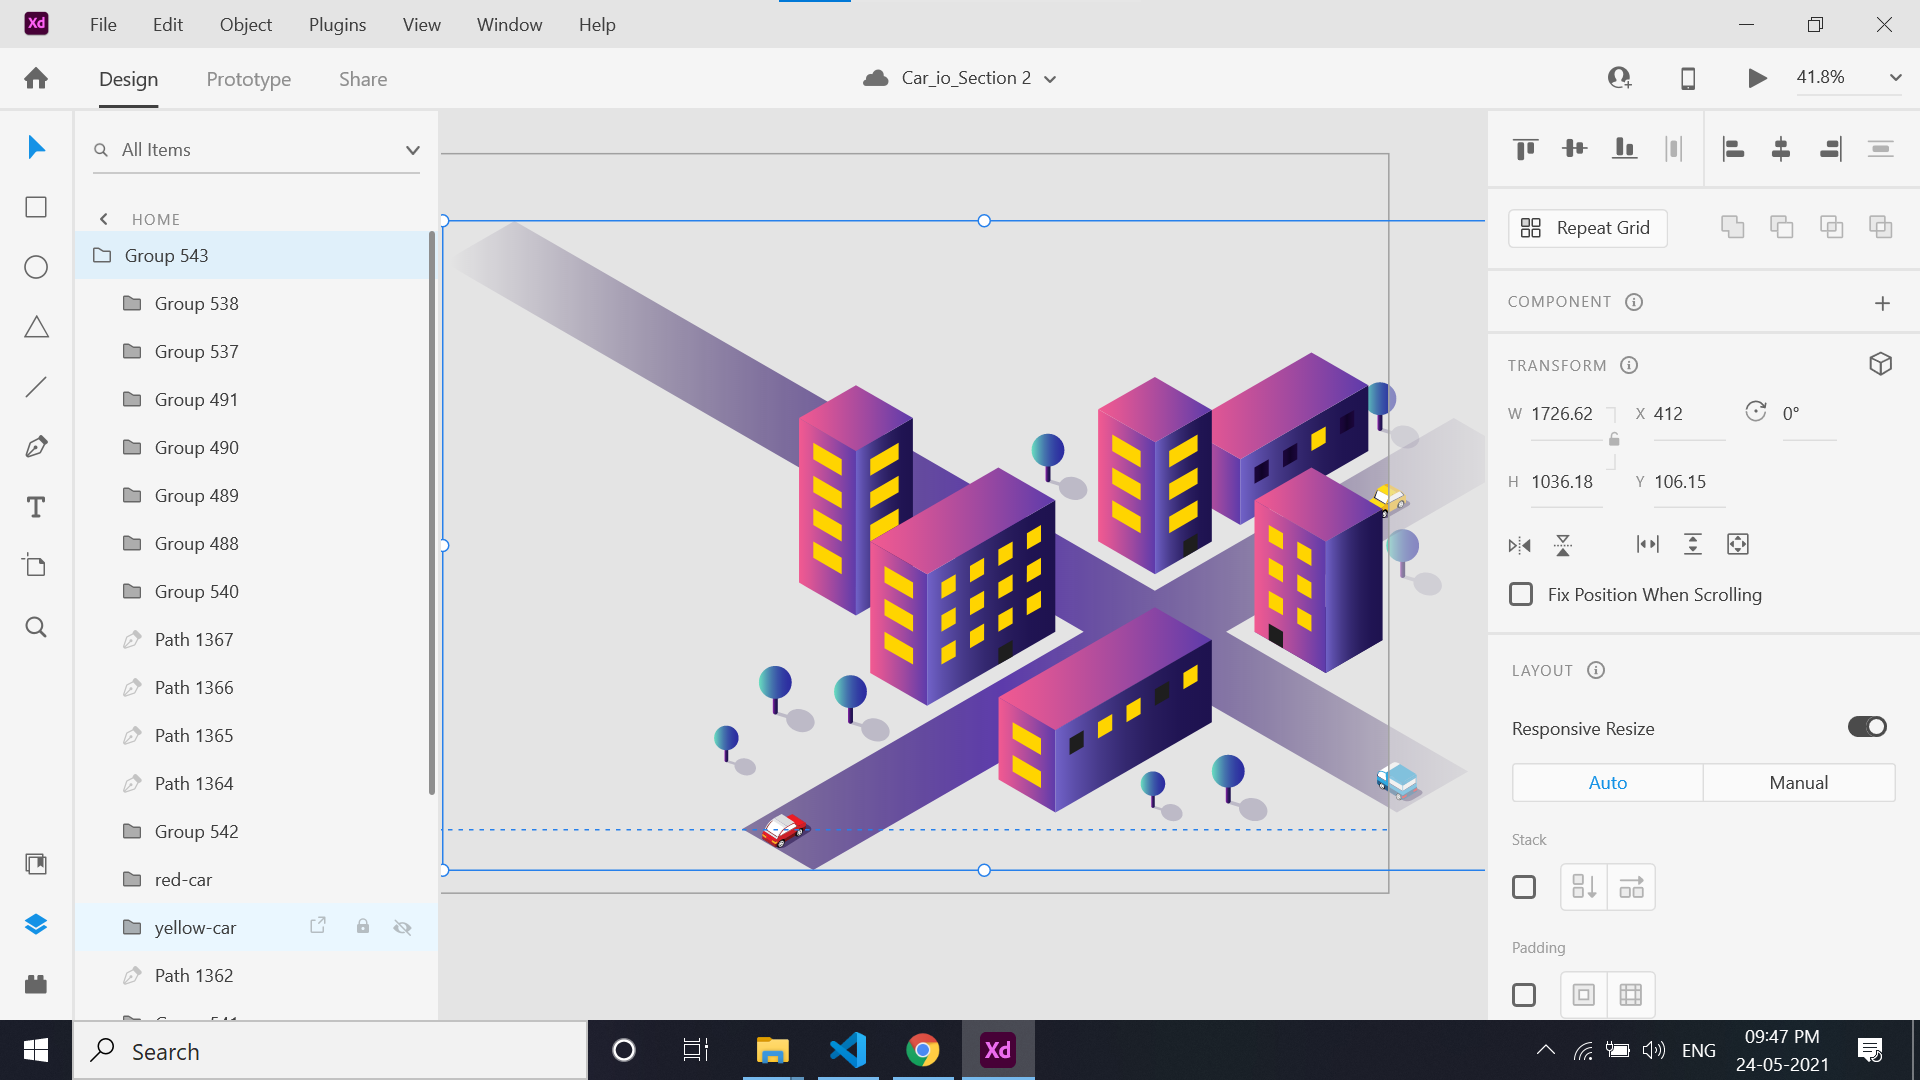 Xd File Edit Object Plugins View Window Help
Design Prototype Share Car_io_Section 2 41.8%
All Items
HOME
Group 543
Group 538
Group 537
Group 491
Group 490
Group 489
Group 488
Group 540
Path 1367
Path 1366
Path 1365
Path 1364
Group 542
red-car
yellow-car
Path 1362
Repeat Grid
COMPONENT
TRANSFORM
W 1726.62 X 412 0°
H 1036.18 Y 106.15
Fix Position When Scrolling
LAYOUT
Responsive Resize
Auto Manual
Stack
Padding
Search
Xd
ENG
09:47 PM
24-05-2021